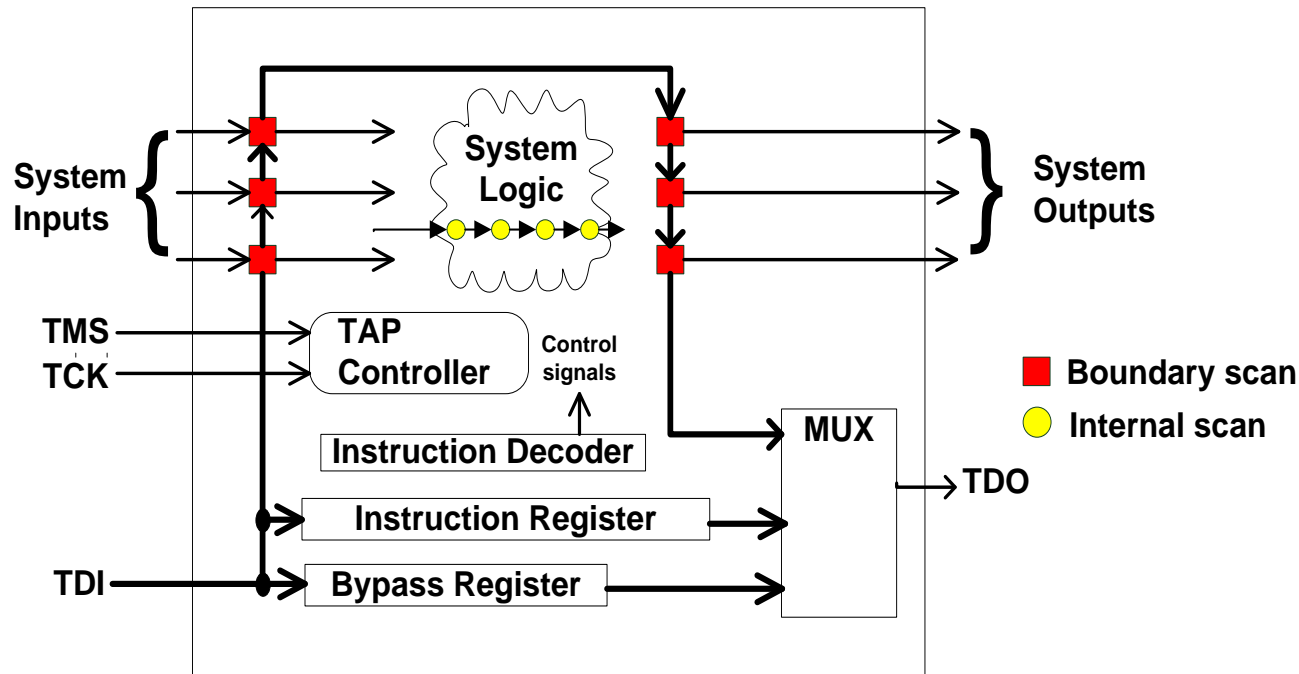 System
Inputs
System
Logic
System
Outputs
TMS
TCK
TAP
Controller
Control
signals
Boundary scan
Internal scan
MUX
Instruction Decoder
TDO
Instruction Register
TDI
Bypass Register